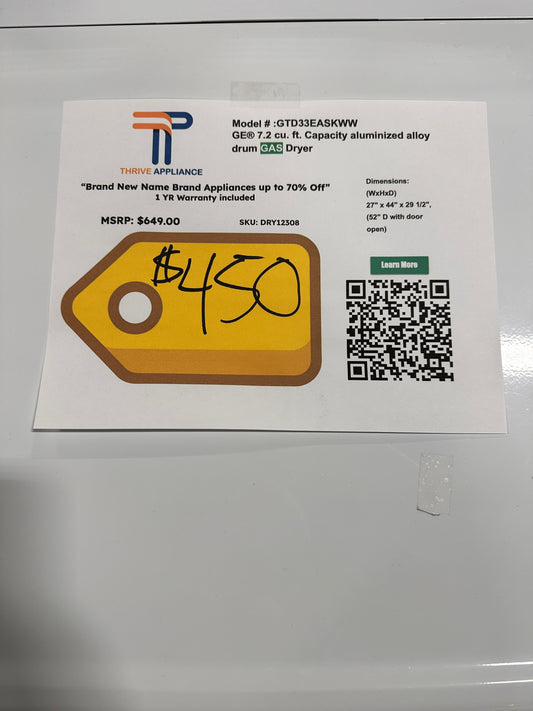 THRIVE APPLIANCE
Model # :GTD33EASKWW
GE® 7.2 cu. ft. Capacity aluminized alloy
drum GAS Dryer
“Brand New Name Brand Appliances up to 70% Off”
1 YR Warranty included
MSRP: $649.00
SKU: DRY12308
Dimensions:
(WxHxD)
27" x 44" x 29 1/2",
(52" D with door
open)
Learn More
$450